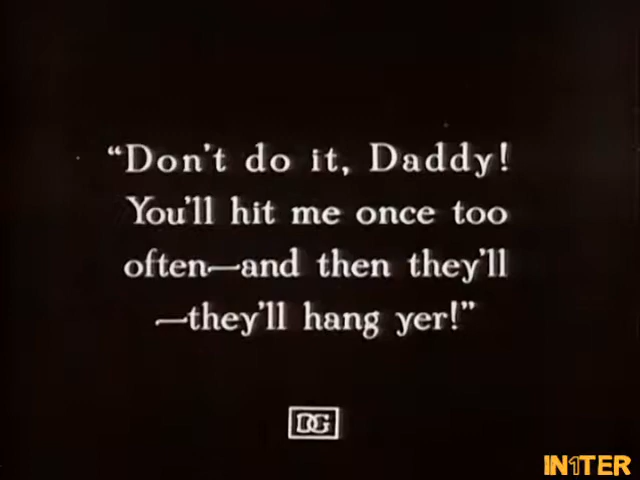 “Don't do it, Daddy!
You'll hit me once too
often—and then they'll
—they'll hang yer!”
DG
IN1TER